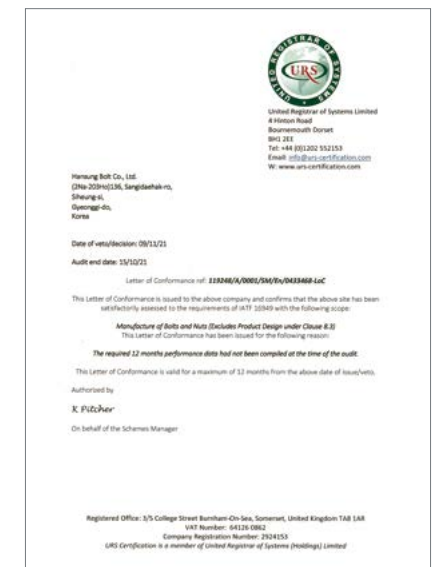 UNITED REGISTRAR OF SYSTEMS
URS
United Registrar of Systems Limited
4 Hinton Road
Bournemouth Dorset
BH1 2EE
Tel: +44 (0)1202 552153
Email: info@urs-certification.com
W: www.urs-certification.com
Hansung Bolt Co., Ltd.
(2Na-203Ho)136, Sangidaehak-ro,
Siheung-si,
Gyeonggi-do,
Korea
Date of veto/decision: 09/11/21
Audit end date: 15/10/21
Letter of Conformance ref: 119248/A/0001/SM/En/0433468-LoC
This Letter of Conformance is issued to the above company and confirms that the above site has been
satisfactorily assessed to the requirements of IATF 16949 with the following scope:
Manufacture of Bolts and Nuts (Excludes Product Design under Clause 8.3)
This Letter of Conformance has been issued for the following reason:
The required 12 months performance data had not been compiled at the time of the audit.
This Letter of Conformance is valid for a maximum of 12 months from the above date of issue/veto.
Authorized by
K Pitcher
On behalf of the Schemes Manager
Registered Office: 3/5 College Street Burnham-On-Sea, Somerset, United Kingdom TA8 1AR
VAT Number: 64126 0862
Company Registration Number: 2924153
URS Certification is a member of United Registrar of Systems (Holdings) Limited